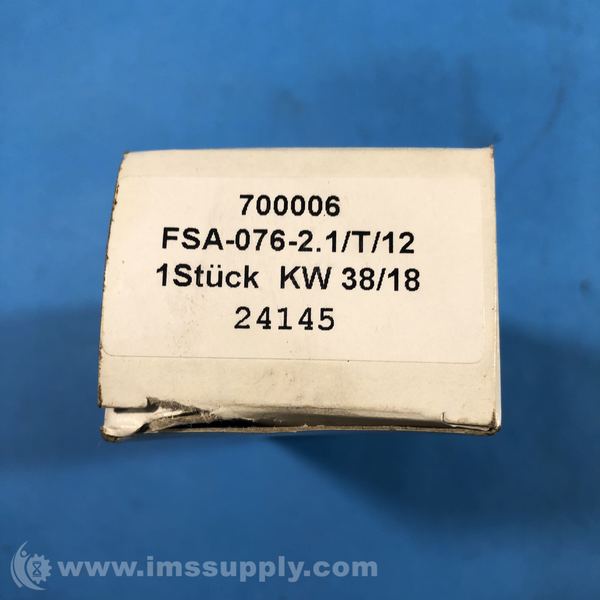 700006
FSA-076-2.1/T/12
1Stück KW 38/18
24145
www.imssupply.com